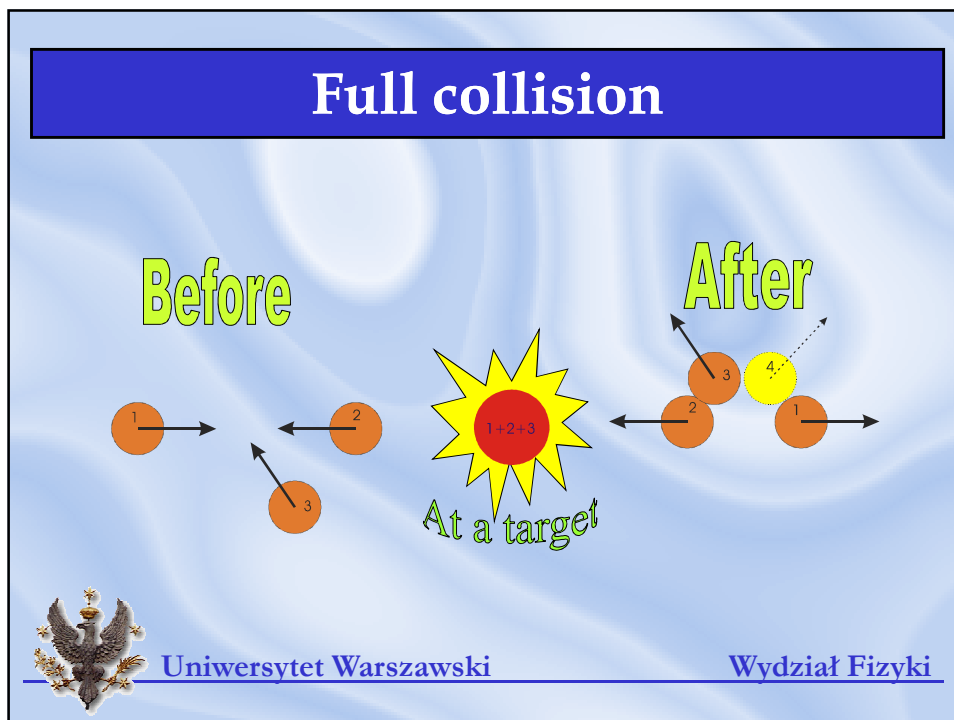 Full collision
Before
After
1
2
3
1+2+3
At a target
3
4
2
1
Uniwersytet Warszawski
Wydział Fizyki